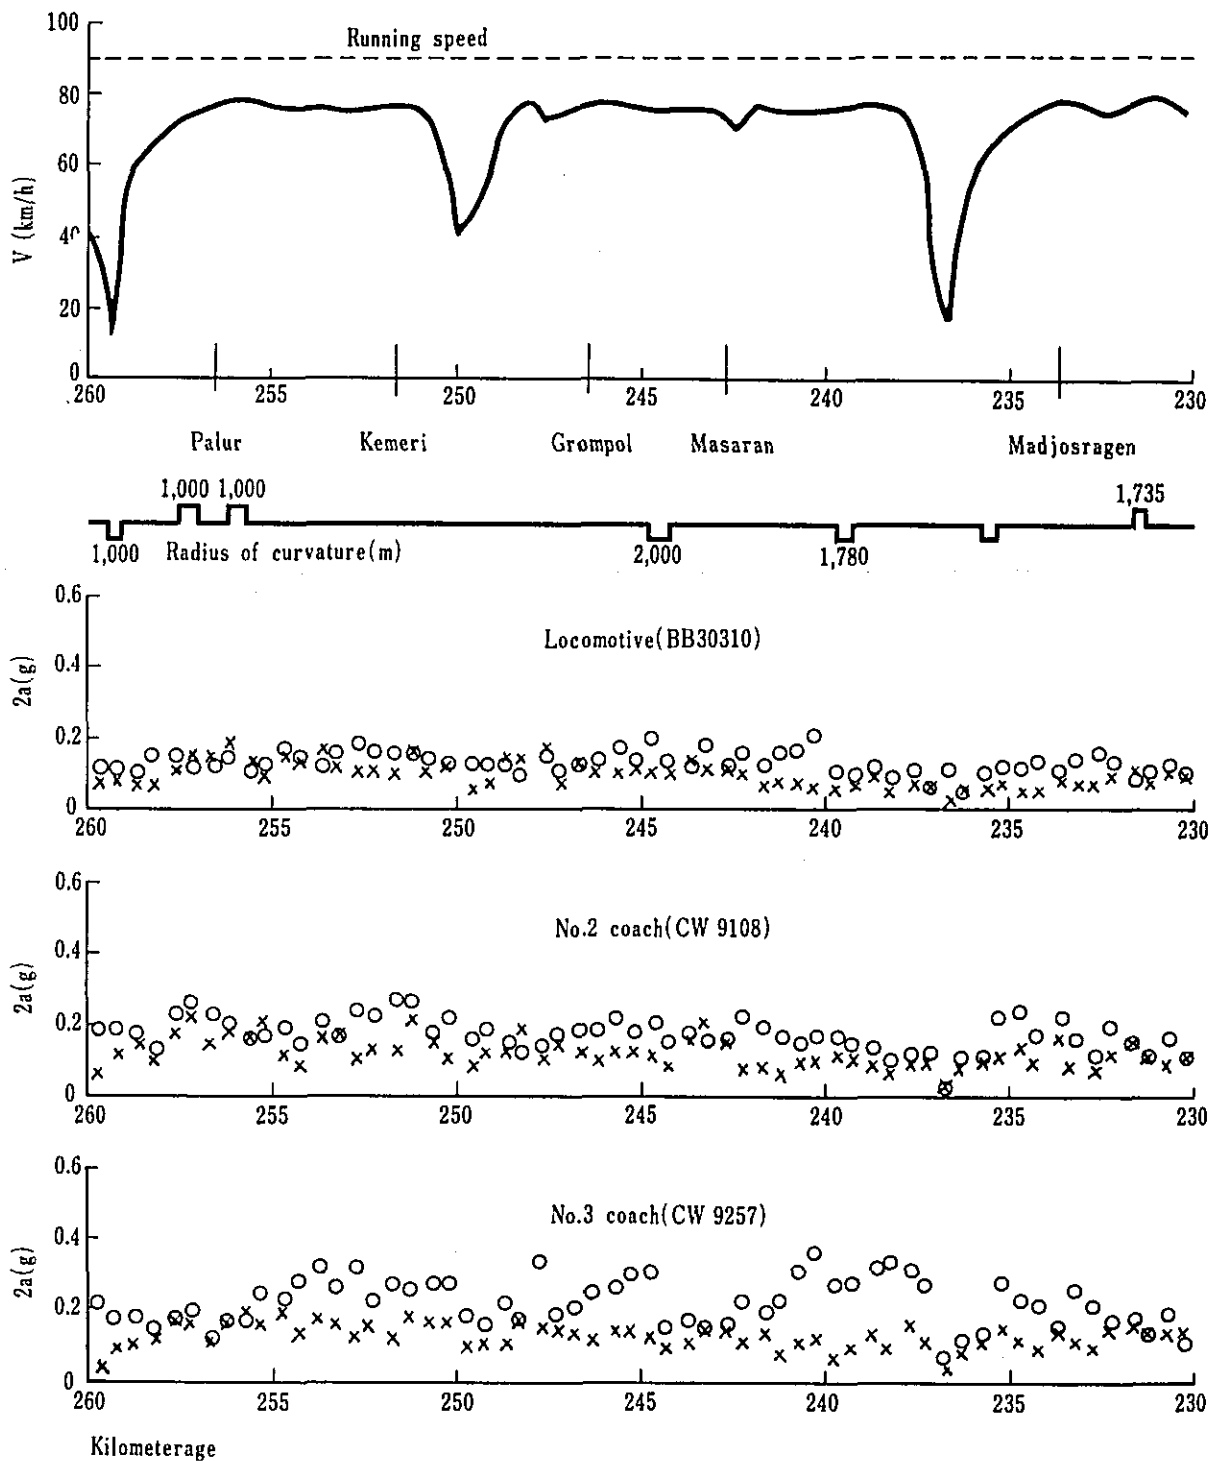 100
Running speed
80
60
40
20
0
V (km/h)
260 255 250 245 240 235 230
Palur Kemeri Grompol Masaran Madjosragen
1,000 1,000 1,735
1,000 Radius of curvature(m) 2,000 1,780
0.6
Locomotive(BB30310)
0.4
0.2
0
2a(g)
260 255 250 245 240 235 230
0.6
No.2 coach(CW 9108)
0.4
0.2
0
2a(g)
260 255 250 245 240 235 230
0.6
No.3 coach(CW 9257)
0.4
0.2
0
2a(g)
260 255 250 245 240 235 230
Kilometerage